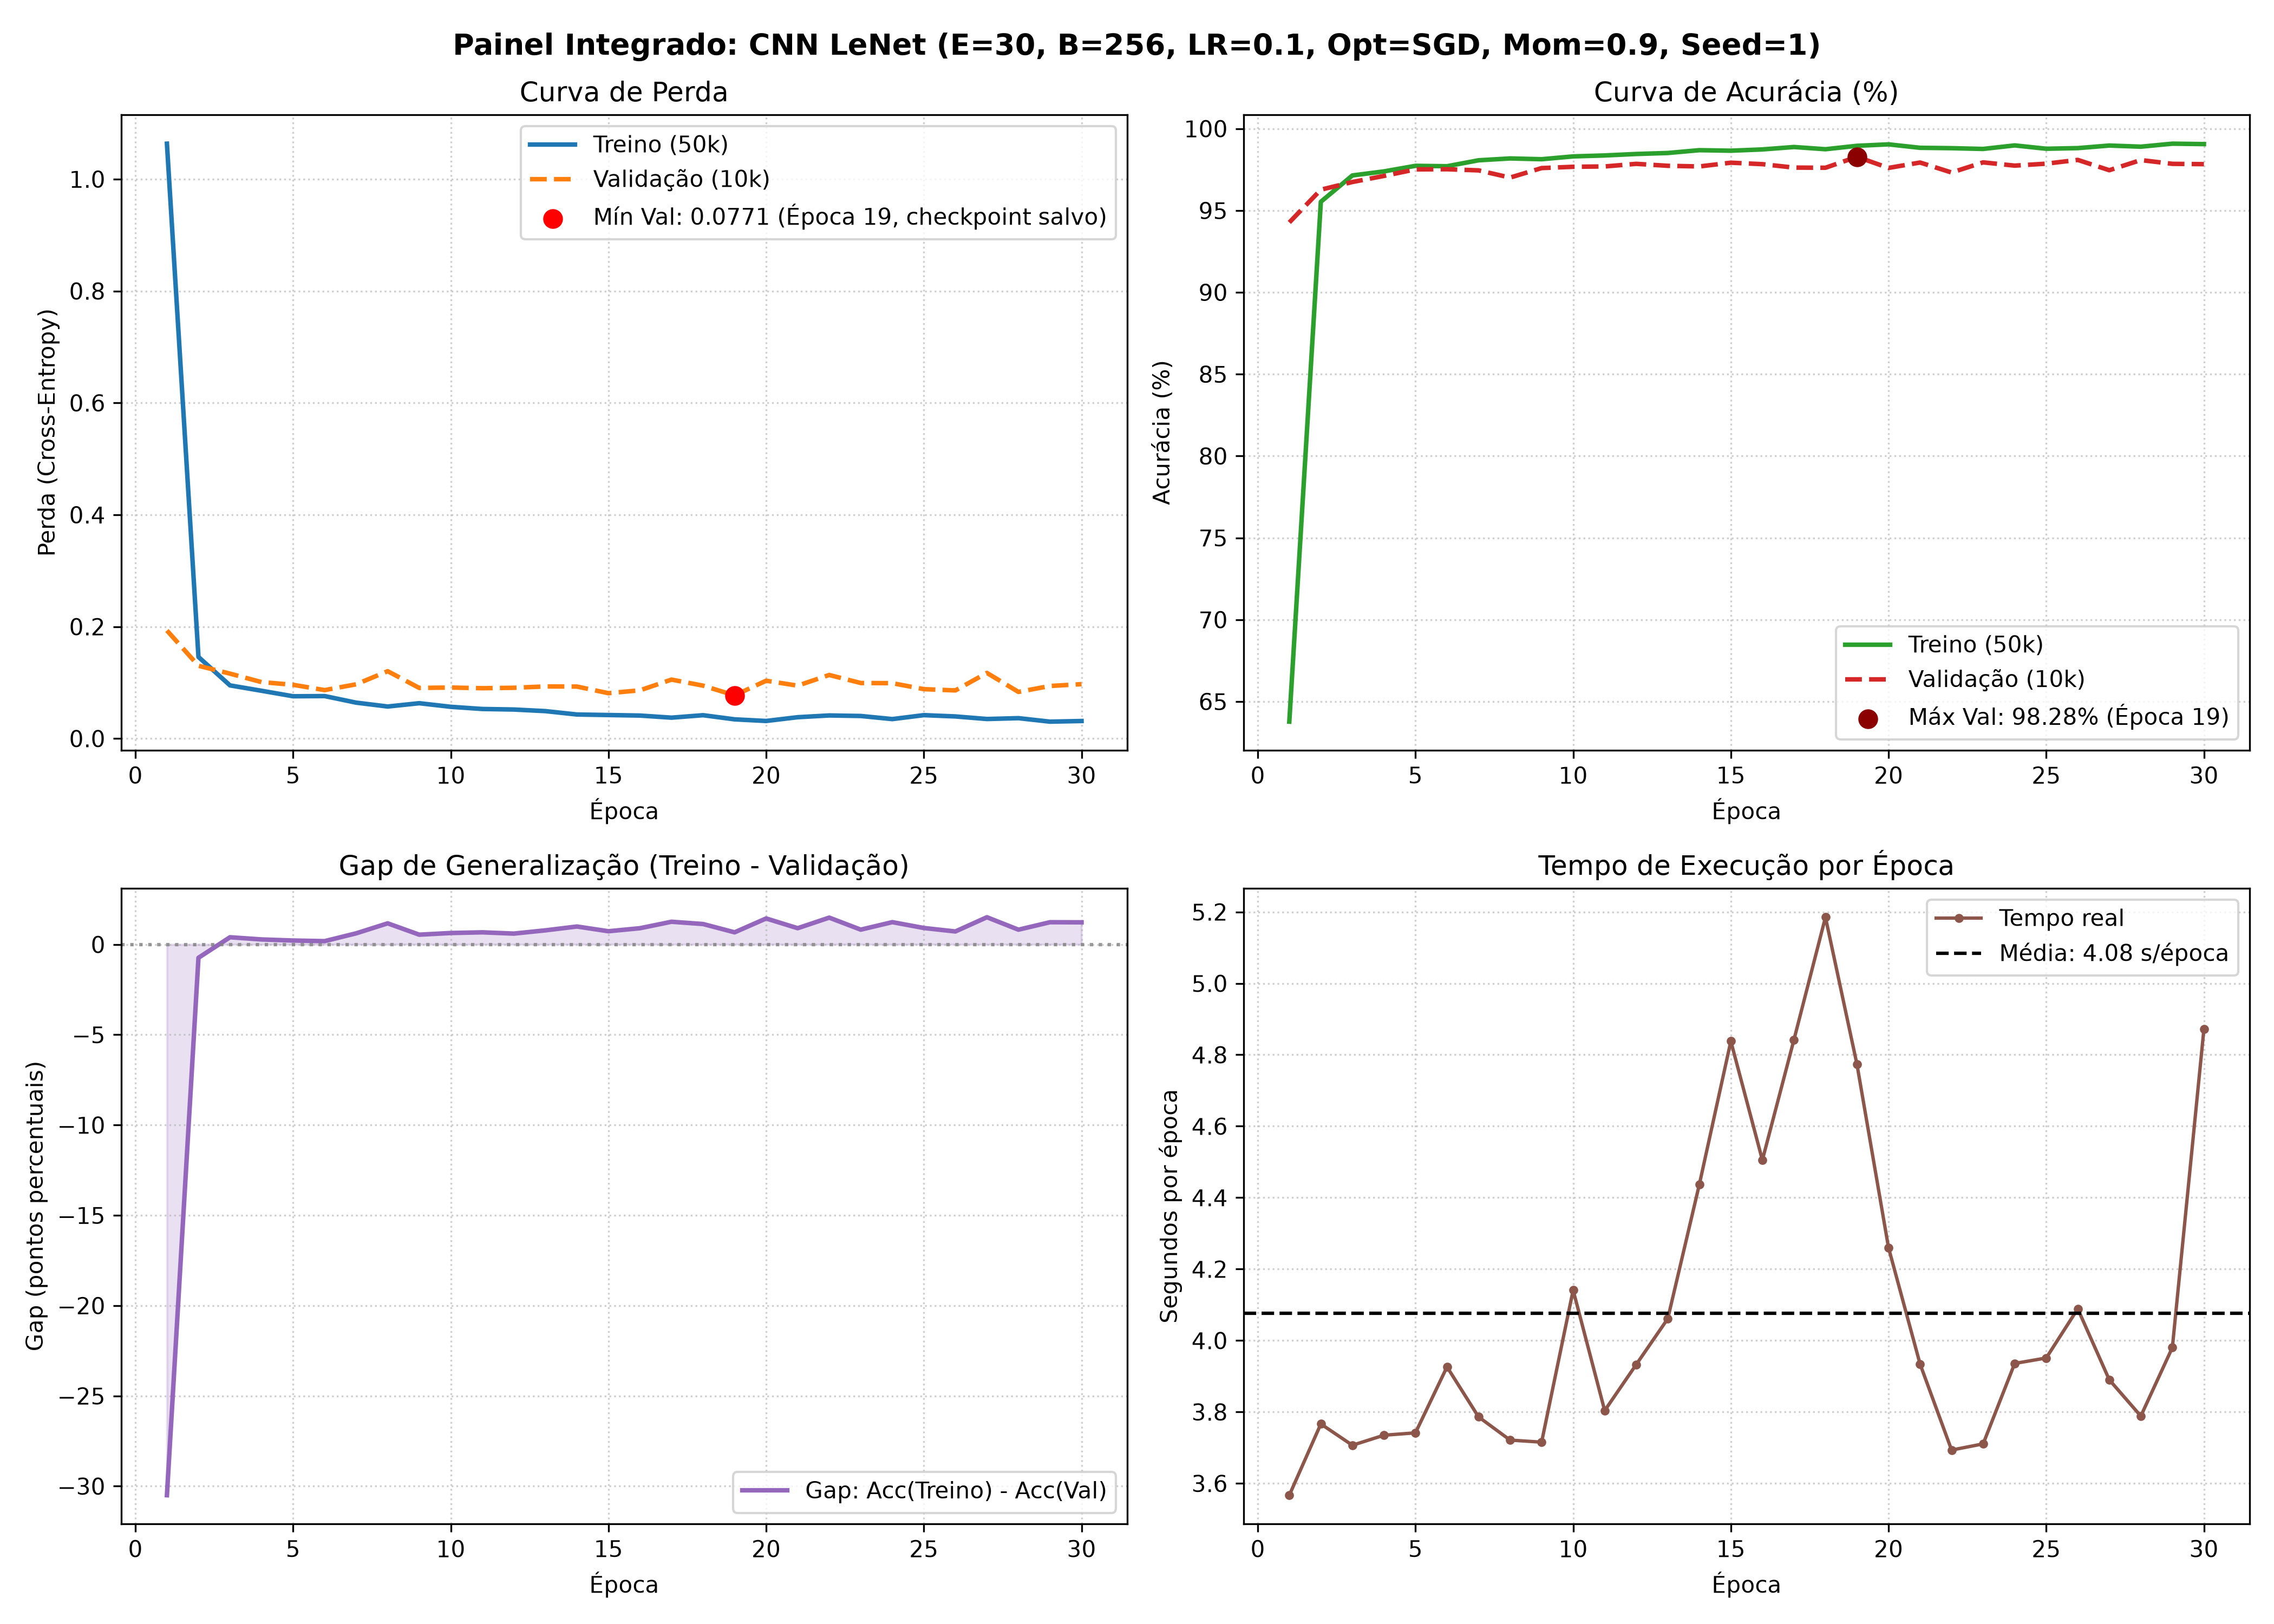 Painel Integrado: CNN LeNet (E=30, B=256, LR=0.1, Opt=SGD, Mom=0.9, Seed=1)
Curva de Perda
Perda (Cross-Entropy)
1.0
0.8
0.6
0.4
0.2
0.0
Treino (50k)
Validação (10k)
Mín Val: 0.0771 (Época 19, checkpoint salvo)
0 5 10 15 20 25 30
Época
Curva de Acurácia (%)
Acurácia (%)
100
95
90
85
80
75
70
65
Treino (50k)
Validação (10k)
Máx Val: 98.28% (Época 19)
0 5 10 15 20 25 30
Época
Gap de Generalização (Treino - Validação)
Gap (pontos percentuais)
0
−5
−10
−15
−20
−25
−30
Gap: Acc(Treino) - Acc(Val)
0 5 10 15 20 25 30
Época
Tempo de Execução por Época
Segundos por época
5.2
5.0
4.8
4.6
4.4
4.2
4.0
3.8
3.6
Tempo real
Média: 4.08 s/época
0 5 10 15 20 25 30
Época